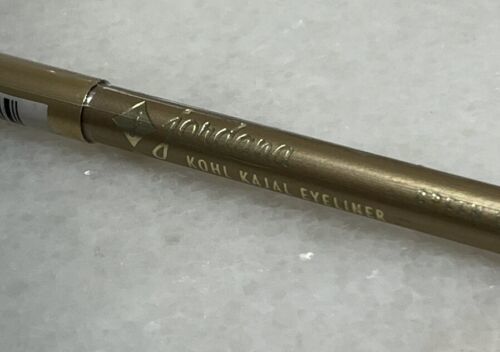 jordana
KOHL KAJAL EYELINER